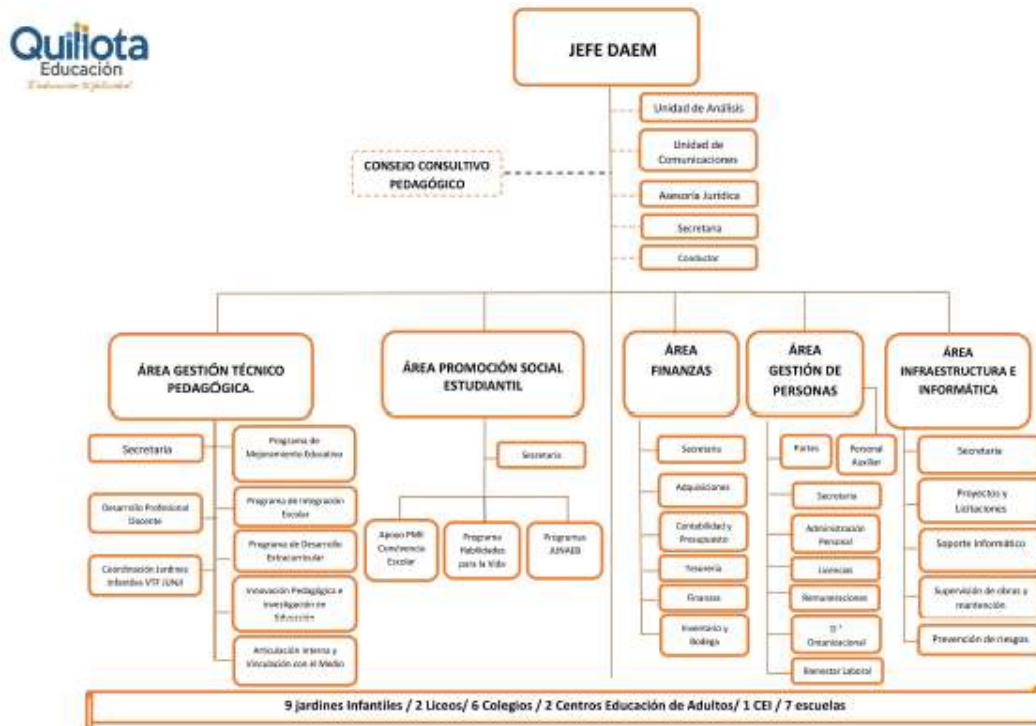 Quillota
Educación
JEFE DAEM
Unidad de Análisis
Unidad de
Comunicaciones
CONSEJO CONSULTIVO
PEDAGÓGICO
Asesoría Jurídica
Secretaria
Conductor
ÁREA GESTIÓN TÉCNICO
PEDAGÓGICA.
Secretaría
Programa de
Mejoramiento Educativo
Desarrollo Profesional
Docente
Programa de Integración
Escolar
Programa de Desarrollo
Extracurricular
Coordinación Jardines
Infantiles VTF JUNJI
Innovación Pedagógica e
Investigación en
Educación
Articulación Interna y
Vinculación con el Medio
ÁREA PROMOCIÓN SOCIAL
ESTUDIANTIL
Secretaría
Apoyo PME
Convivencia
Escolar
Programa
Habilidades
para la Vida
Programas
JUNAEB
ÁREA
FINANZAS
Secretaria
Adquisiciones
Contabilidad y
Presupuesto
Tesorería
Finanzas
Inventario y
Bodega
ÁREA
GESTIÓN DE
PERSONAS
Partes
Personal
Auxiliar
Secretaria
Administración
Personal
Licencias
Remuneraciones
D°
Organizacional
Bienestar Laboral
ÁREA
INFRAESTRUCTURA E
INFORMÁTICA
Secretaria
Proyectos y
Licitaciones
Soporte Informático
Supervisión de obras y
mantención
Prevención de riesgos
9 jardines Infantiles / 2 Liceos/ 6 Colegios / 2 Centros Educación de Adultos/ 1 CEI / 7 escuelas